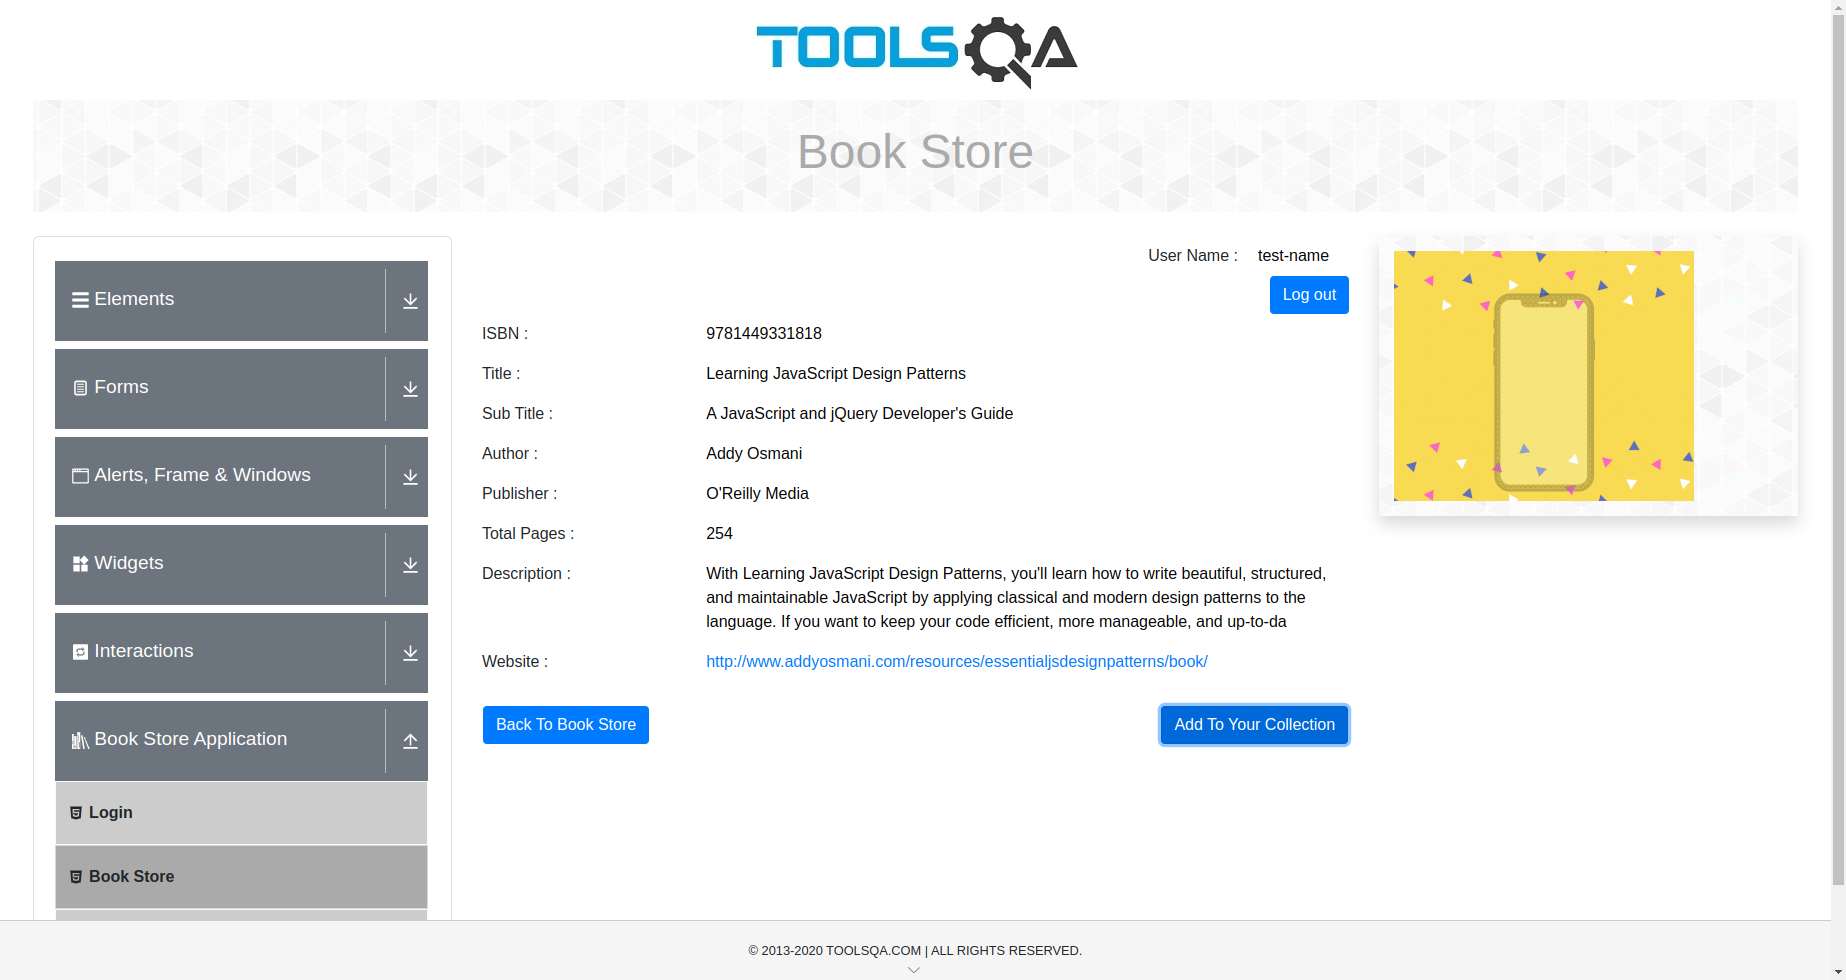 TOOLSQA
Book Store
Elements
Forms
Alerts, Frame & Windows
Widgets
Interactions
Book Store Application
Login
Book Store
User Name : test-name
Log out
ISBN : 9781449331818
Title : Learning JavaScript Design Patterns
Sub Title : A JavaScript and jQuery Developer's Guide
Author : Addy Osmani
Publisher : O'Reilly Media
Total Pages : 254
Description : With Learning JavaScript Design Patterns, you'll learn how to write beautiful, structured,
and maintainable JavaScript by applying classical and modern design patterns to the
language. If you want to keep your code efficient, more manageable, and up-to-da
Website : http://www.addyosmani.com/resources/essentialjsdesignpatterns/book/
Back To Book Store
Add To Your Collection
© 2013-2020 TOOLSQA.COM | ALL RIGHTS RESERVED.